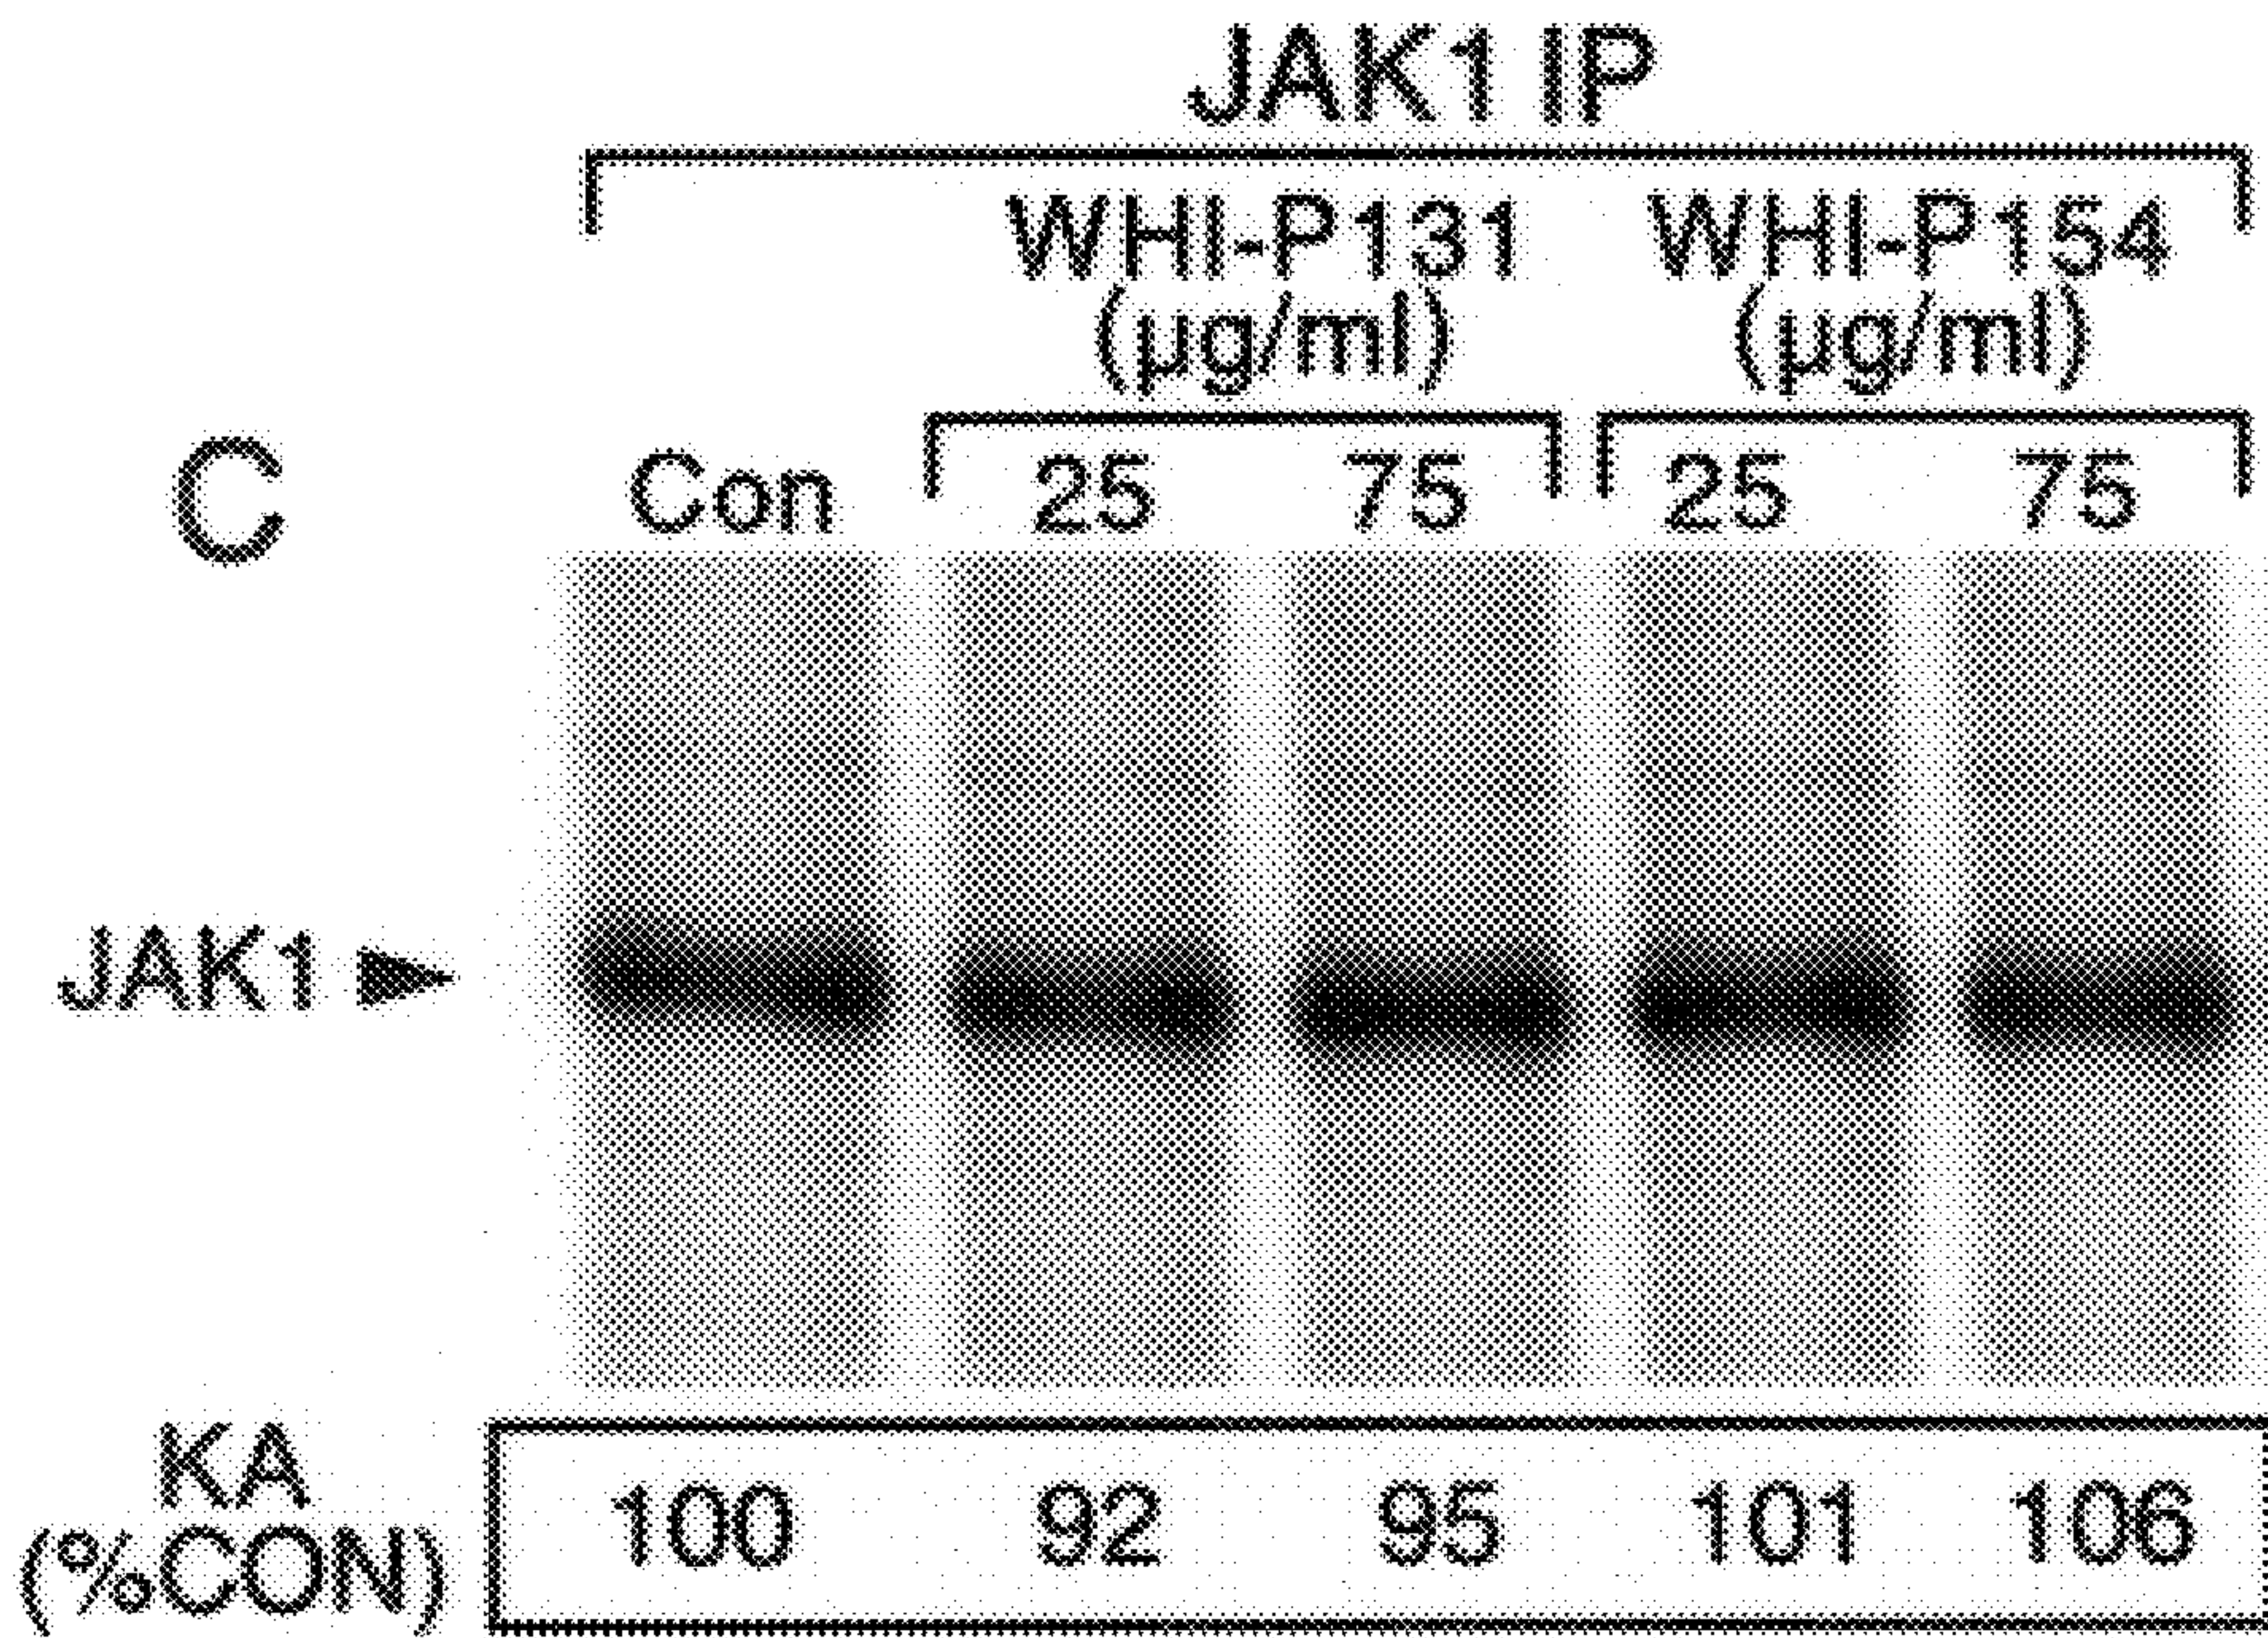 JAK1 IP
WHI-P131 WHI-P154
(µg/ml) (µg/ml)
C Con 25 75 25 75
JAK1
KA
(%CON) 100 92 95 101 106